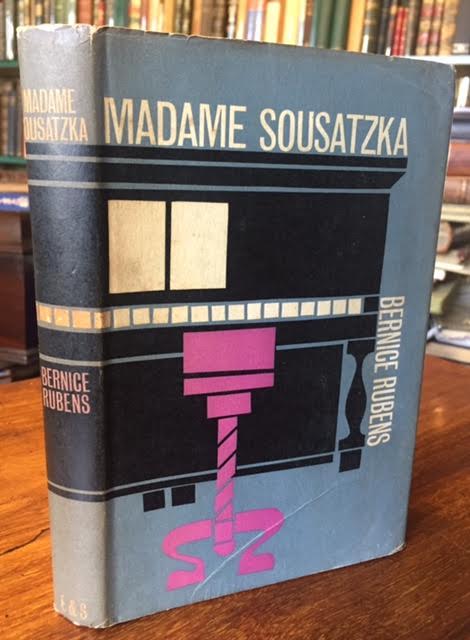 MADAME
SOUSATZKA
BERNICE
RUBENS
E & S
MADAME SOUSATZKA
BERNICE RUBENS